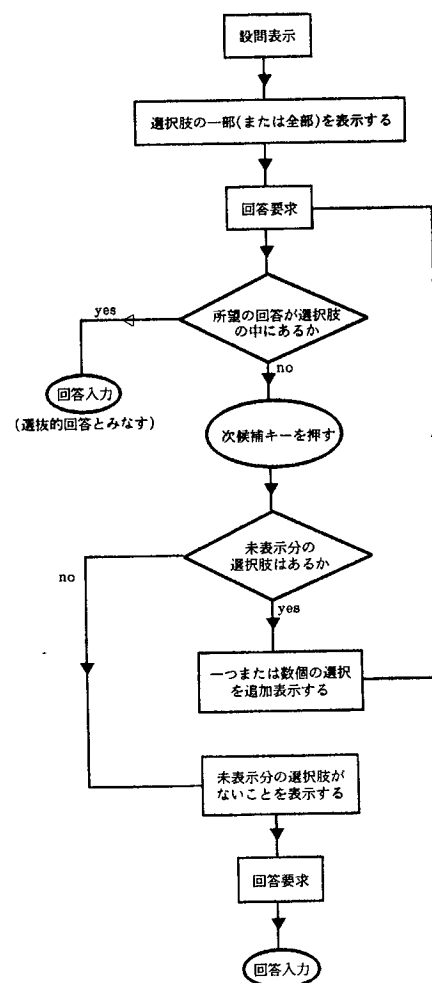 設問表示
選択肢の一部(または全部)を表示する
回答要求
所望の回答が選択肢
の中にあるか
yes
no
回答入力
(選抜的回答とみなす)
次候補キーを押す
未表示分の
選択肢はあるか
no
yes
一つまたは数個の選択
を追加表示する
未表示分の選択肢が
ないことを表示する
回答要求
回答入力